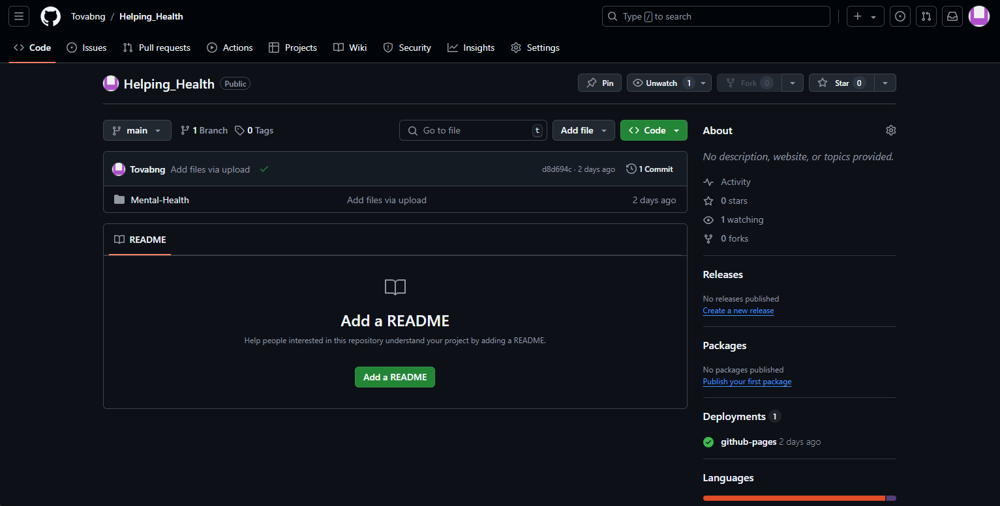 Tovabng / Helping_Health
Type / to search
Code Issues Pull requests Actions Projects Wiki Security Insights Settings
Helping_Health Public
Pin Unwatch 1 Fork 0 Star 0
main 1 Branch 0 Tags Go to file t Add file Code
Tovabng Add files via upload d8d694c · 2 days ago 1 Commit
Mental-Health Add files via upload 2 days ago
README
Add a README
Help people interested in this repository understand your project by adding a README.
Add a README
About
No description, website, or topics provided.
Activity
0 stars
1 watching
0 forks
Releases
No releases published
Create a new release
Packages
No packages published
Publish your first package
Deployments 1
github-pages 2 days ago
Languages